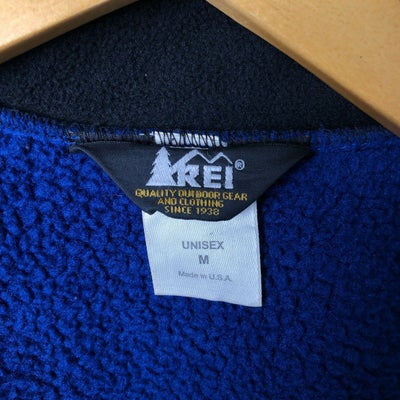 REI®
QUALITY OUTDOOR GEAR
AND CLOTHING
SINCE 1938
UNISEX
M
Made in U.S.A.